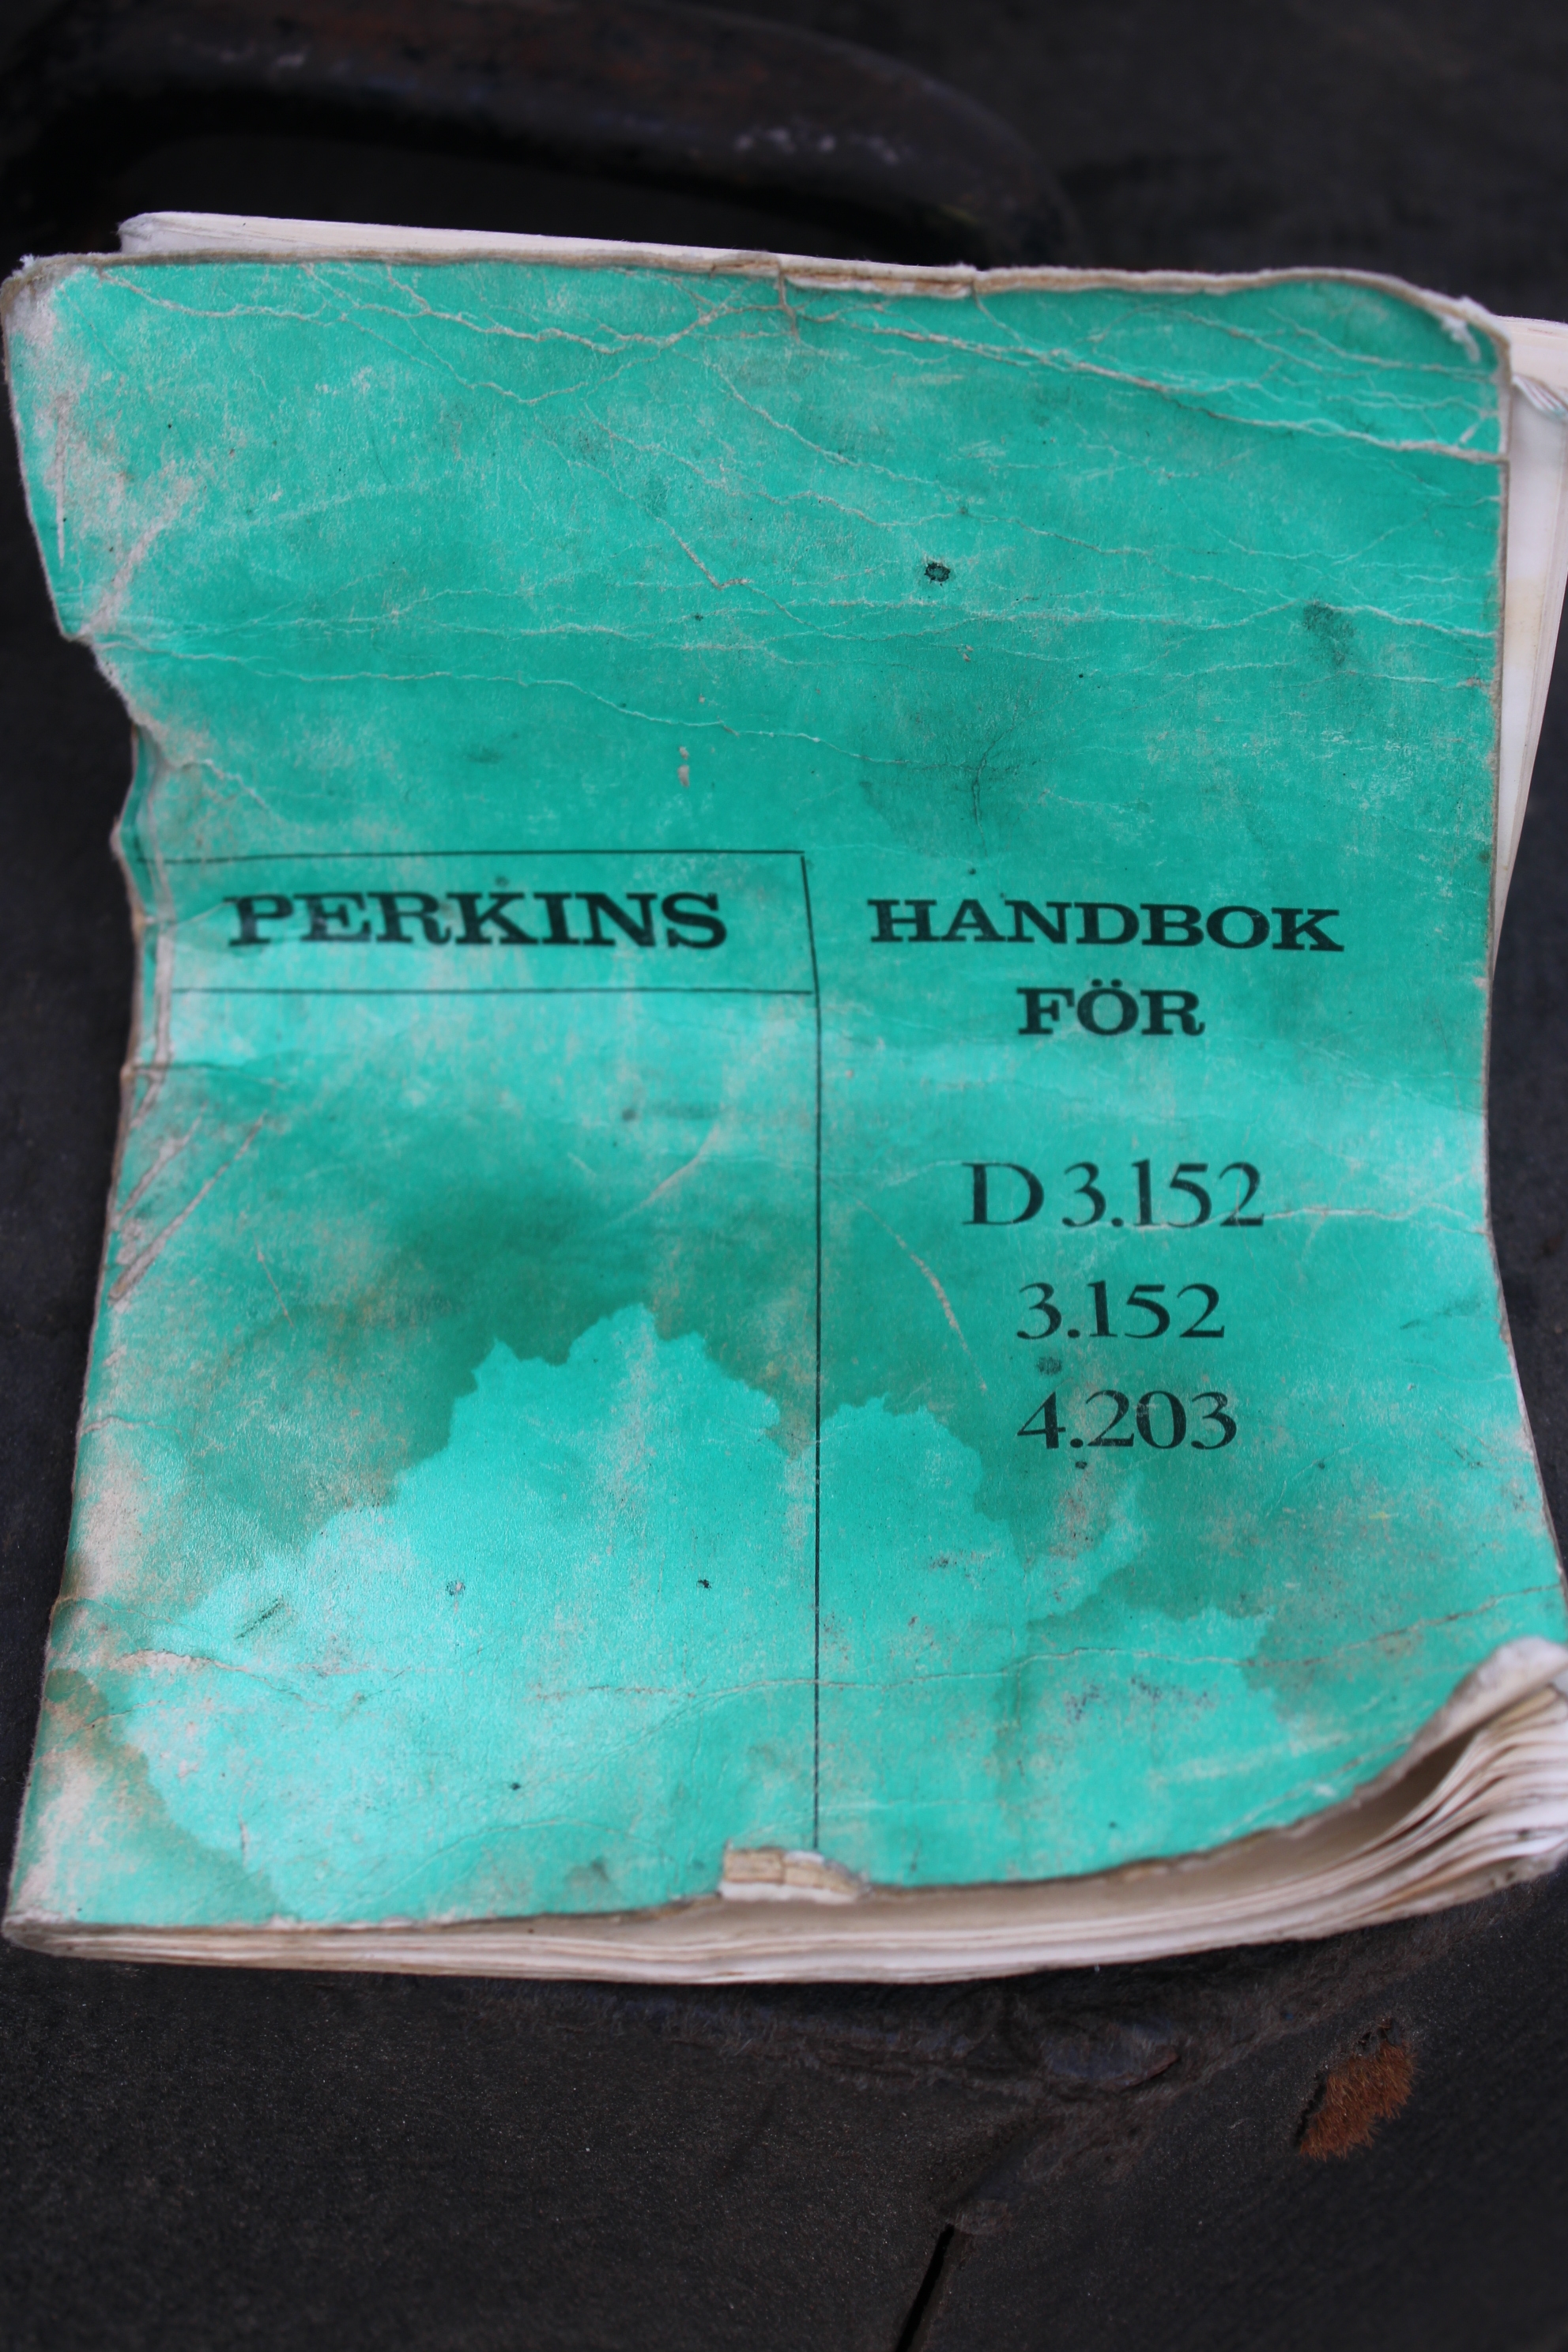 PERKINS
HANDBOK
FÖR
D 3.152
3.152
4.203